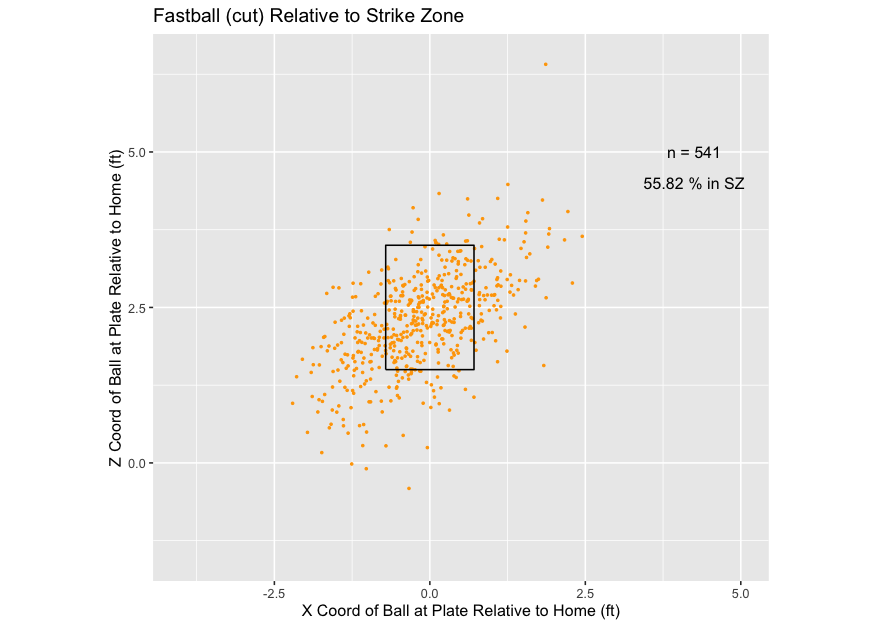 Fastball (cut) Relative to Strike Zone
Z Coord of Ball at Plate Relative to Home (ft)
5.0
2.5
0.0
n = 541
55.82 % in SZ
-2.5
0.0
2.5
5.0
X Coord of Ball at Plate Relative to Home (ft)